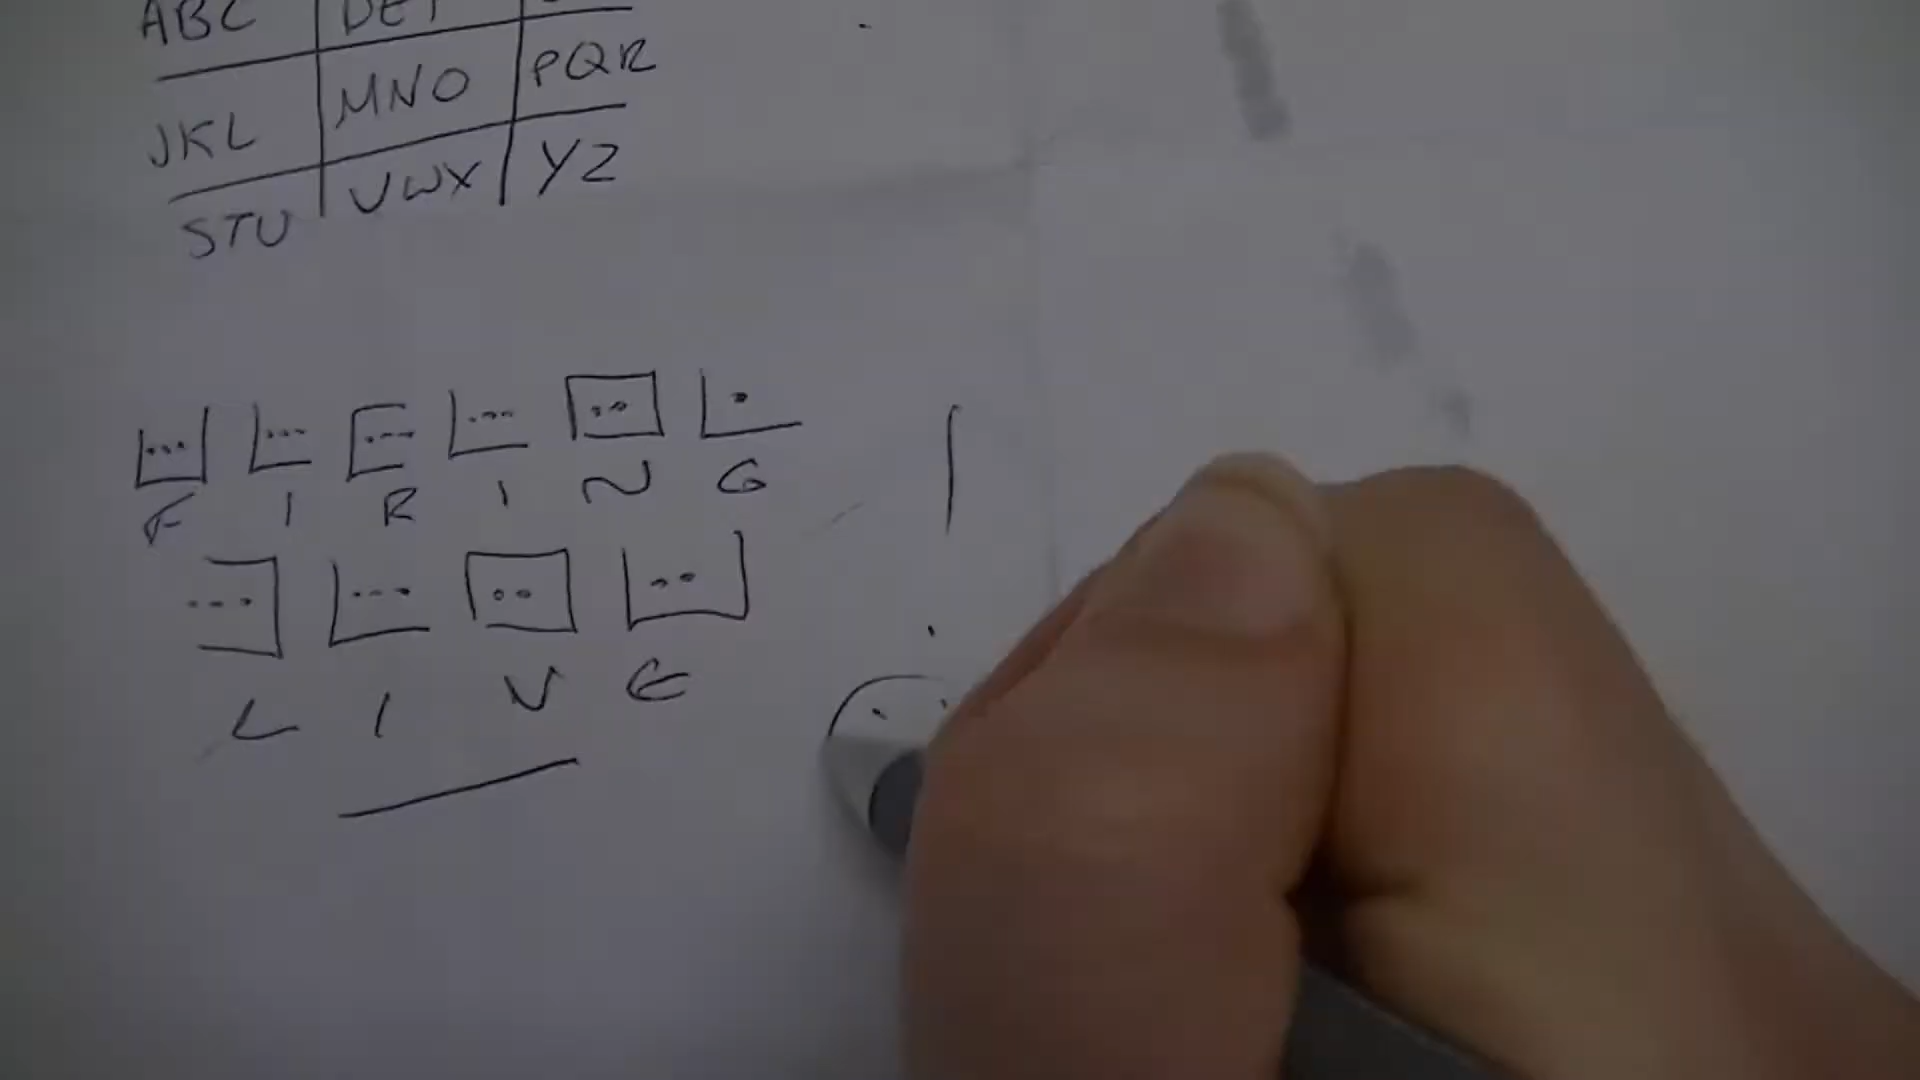 ABC DEF
JKL MNO PQR
STU VWX YZ
F I R I N G
L I V E